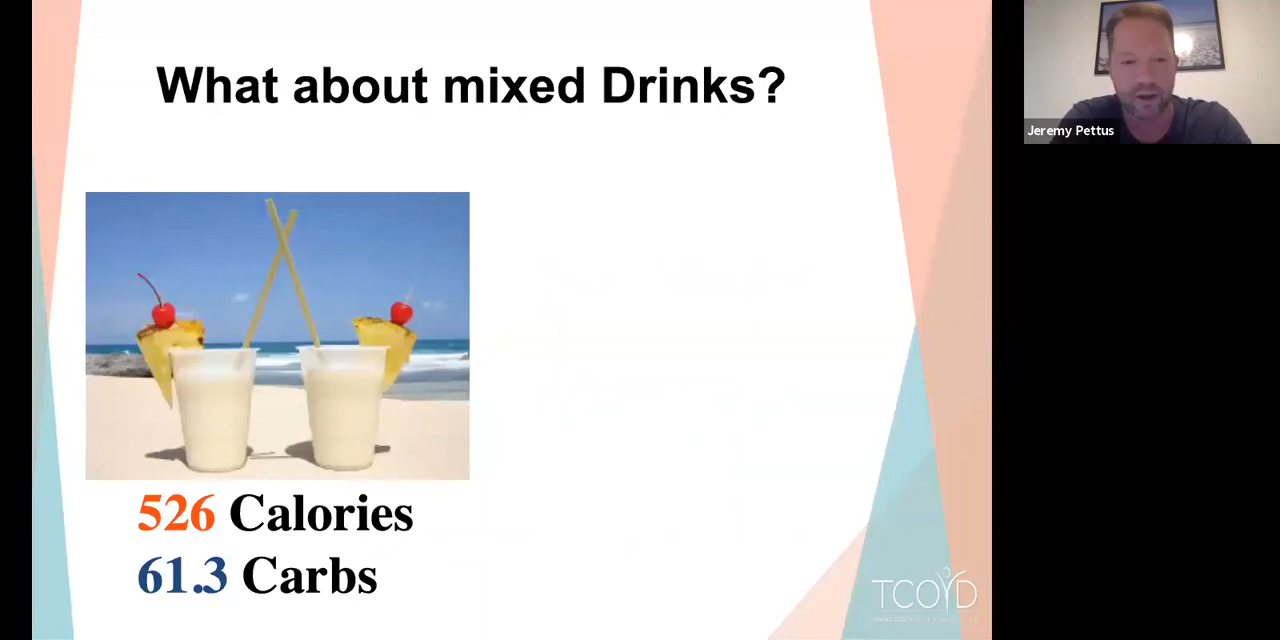 What about mixed Drinks?
Jeremy Pettus
526 Calories
61.3 Carbs
TCOYD